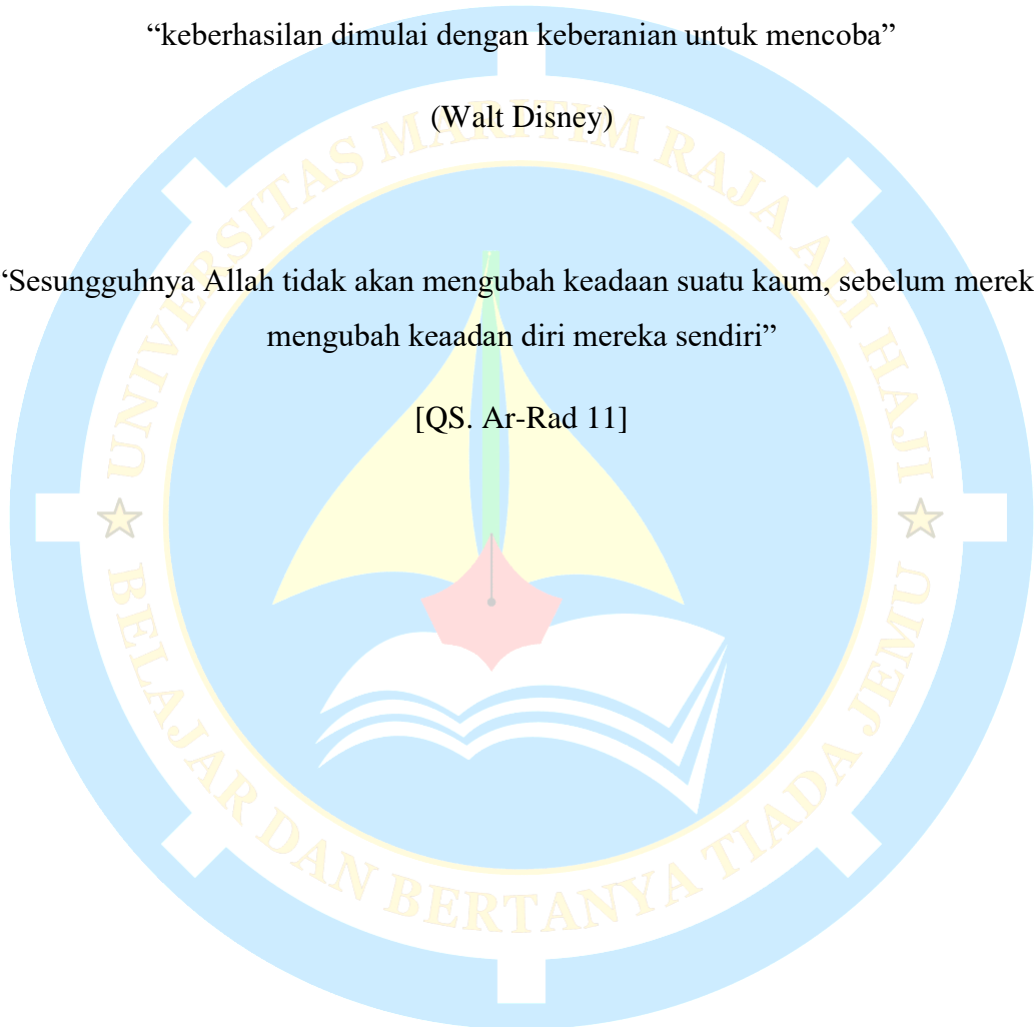 “keberhasilan dimulai dengan keberanian untuk mencoba”
(Walt Disney)
‘Sesungguhnya Allah tidak akan mengubah keadaan suatu kaum, sebelum merek
mengubah keaadan diri mereka sendiri”
[QS. Ar-Rad 11]
UNIVERSITAS MARITIM RAJA ALI HAJI
BELAJAR DAN BERTANYA TIADA JEMU